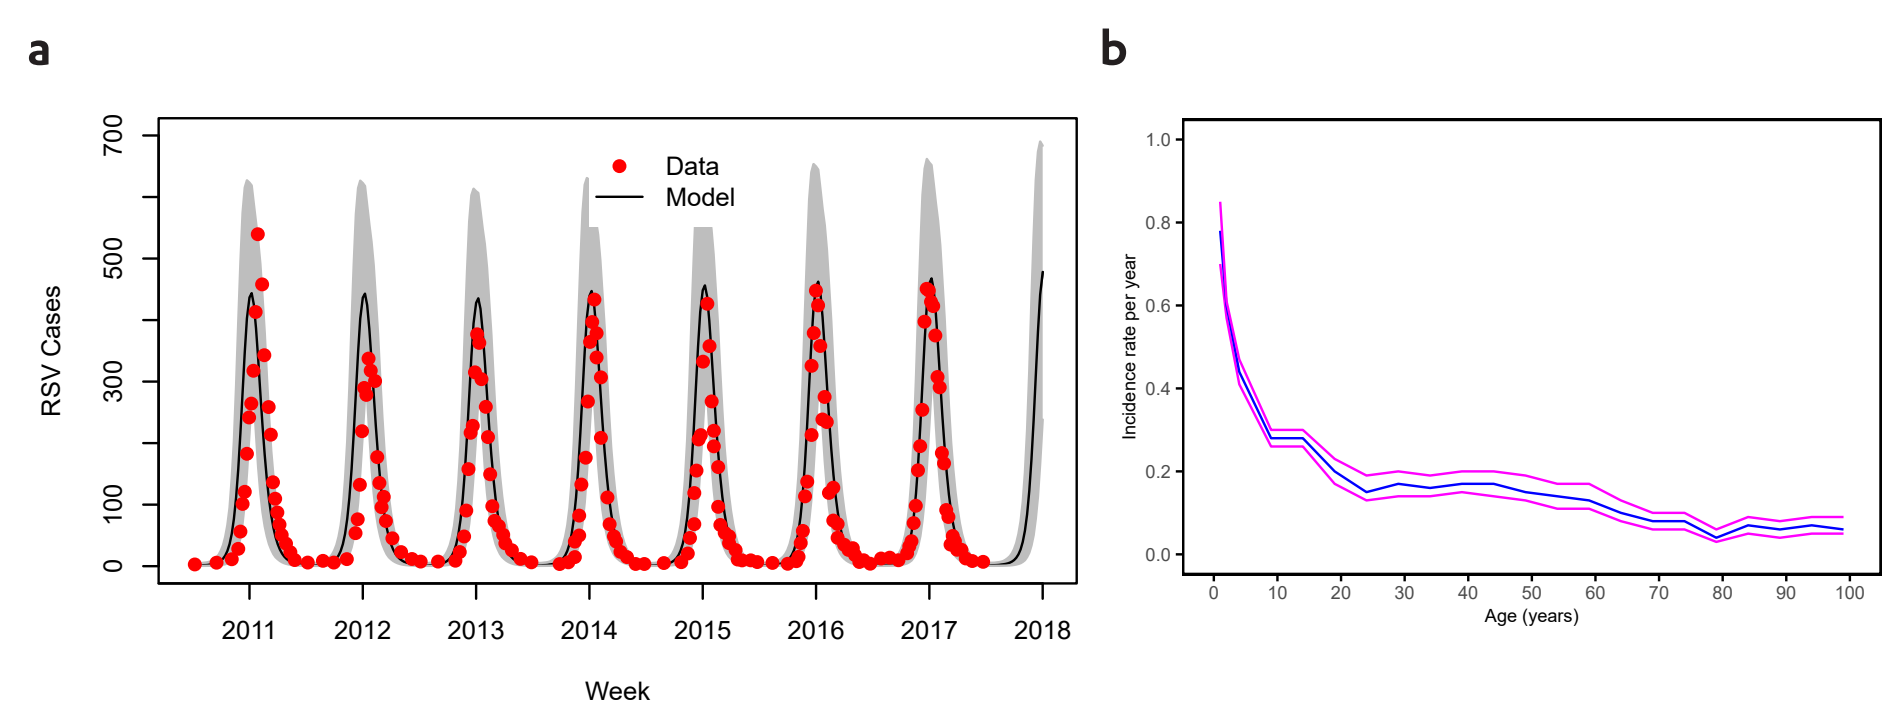 a
b
700
500
300
100
0
RSV Cases
Data
Model
2011 2012 2013 2014 2015 2016 2017 2018
Week
1.0
0.8
0.6
0.4
0.2
0.0
Incidence rate per year
0 10 20 30 40 50 60 70 80 90 100
Age (years)